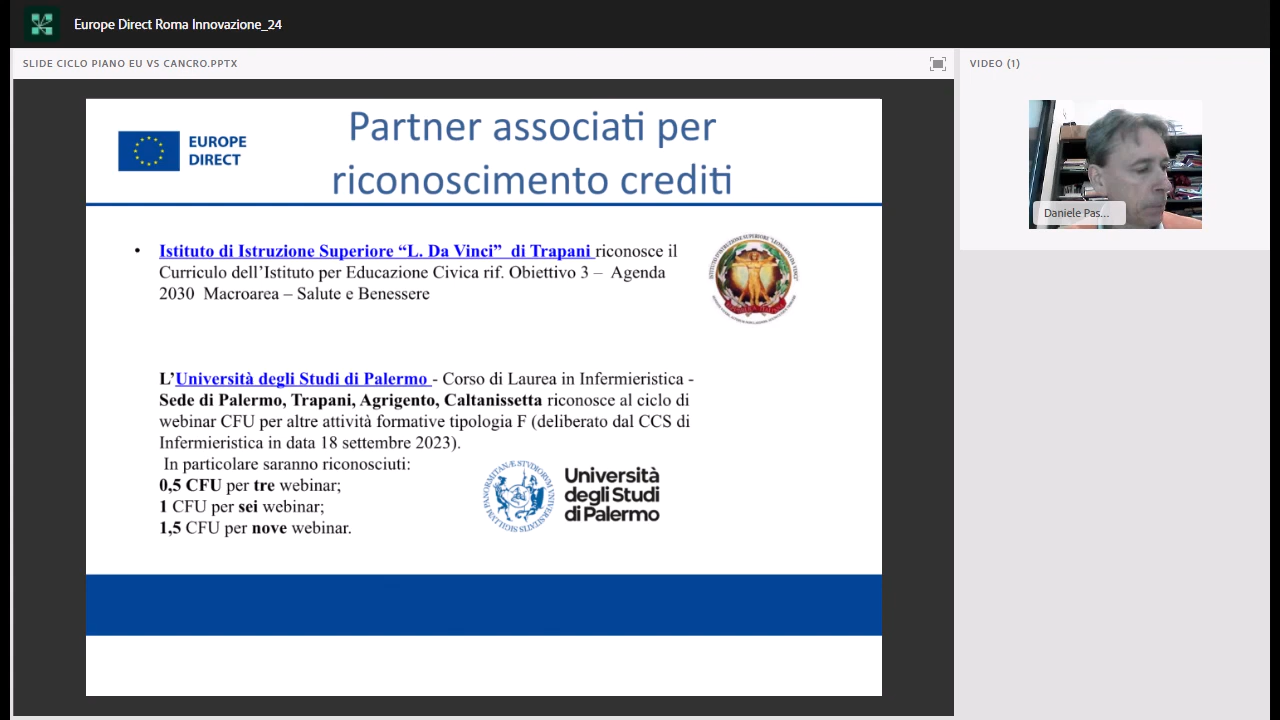 Europe Direct Roma Innovazione_24
SLIDE CICLO PIANO EU VS CANCRO.PPTX
VIDEO (1)
EUROPE
DIRECT
Partner associati per
riconoscimento crediti
• Istituto di Istruzione Superiore “L. Da Vinci” di Trapani riconosce il
Curriculo dell’Istituto per Educazione Civica rif. Obiettivo 3 – Agenda
2030 Macroarea – Salute e Benessere
L’Università degli Studi di Palermo - Corso di Laurea in Infermieristica -
Sede di Palermo, Trapani, Agrigento, Caltanissetta riconosce al ciclo di
webinar CFU per altre attività formative tipologia F (deliberato dal CCS di
Infermieristica in data 18 settembre 2023).
In particolare saranno riconosciuti:
0,5 CFU per tre webinar;
1 CFU per sei webinar;
1,5 CFU per nove webinar.
Università
degli Studi
di Palermo
Daniele Pas...